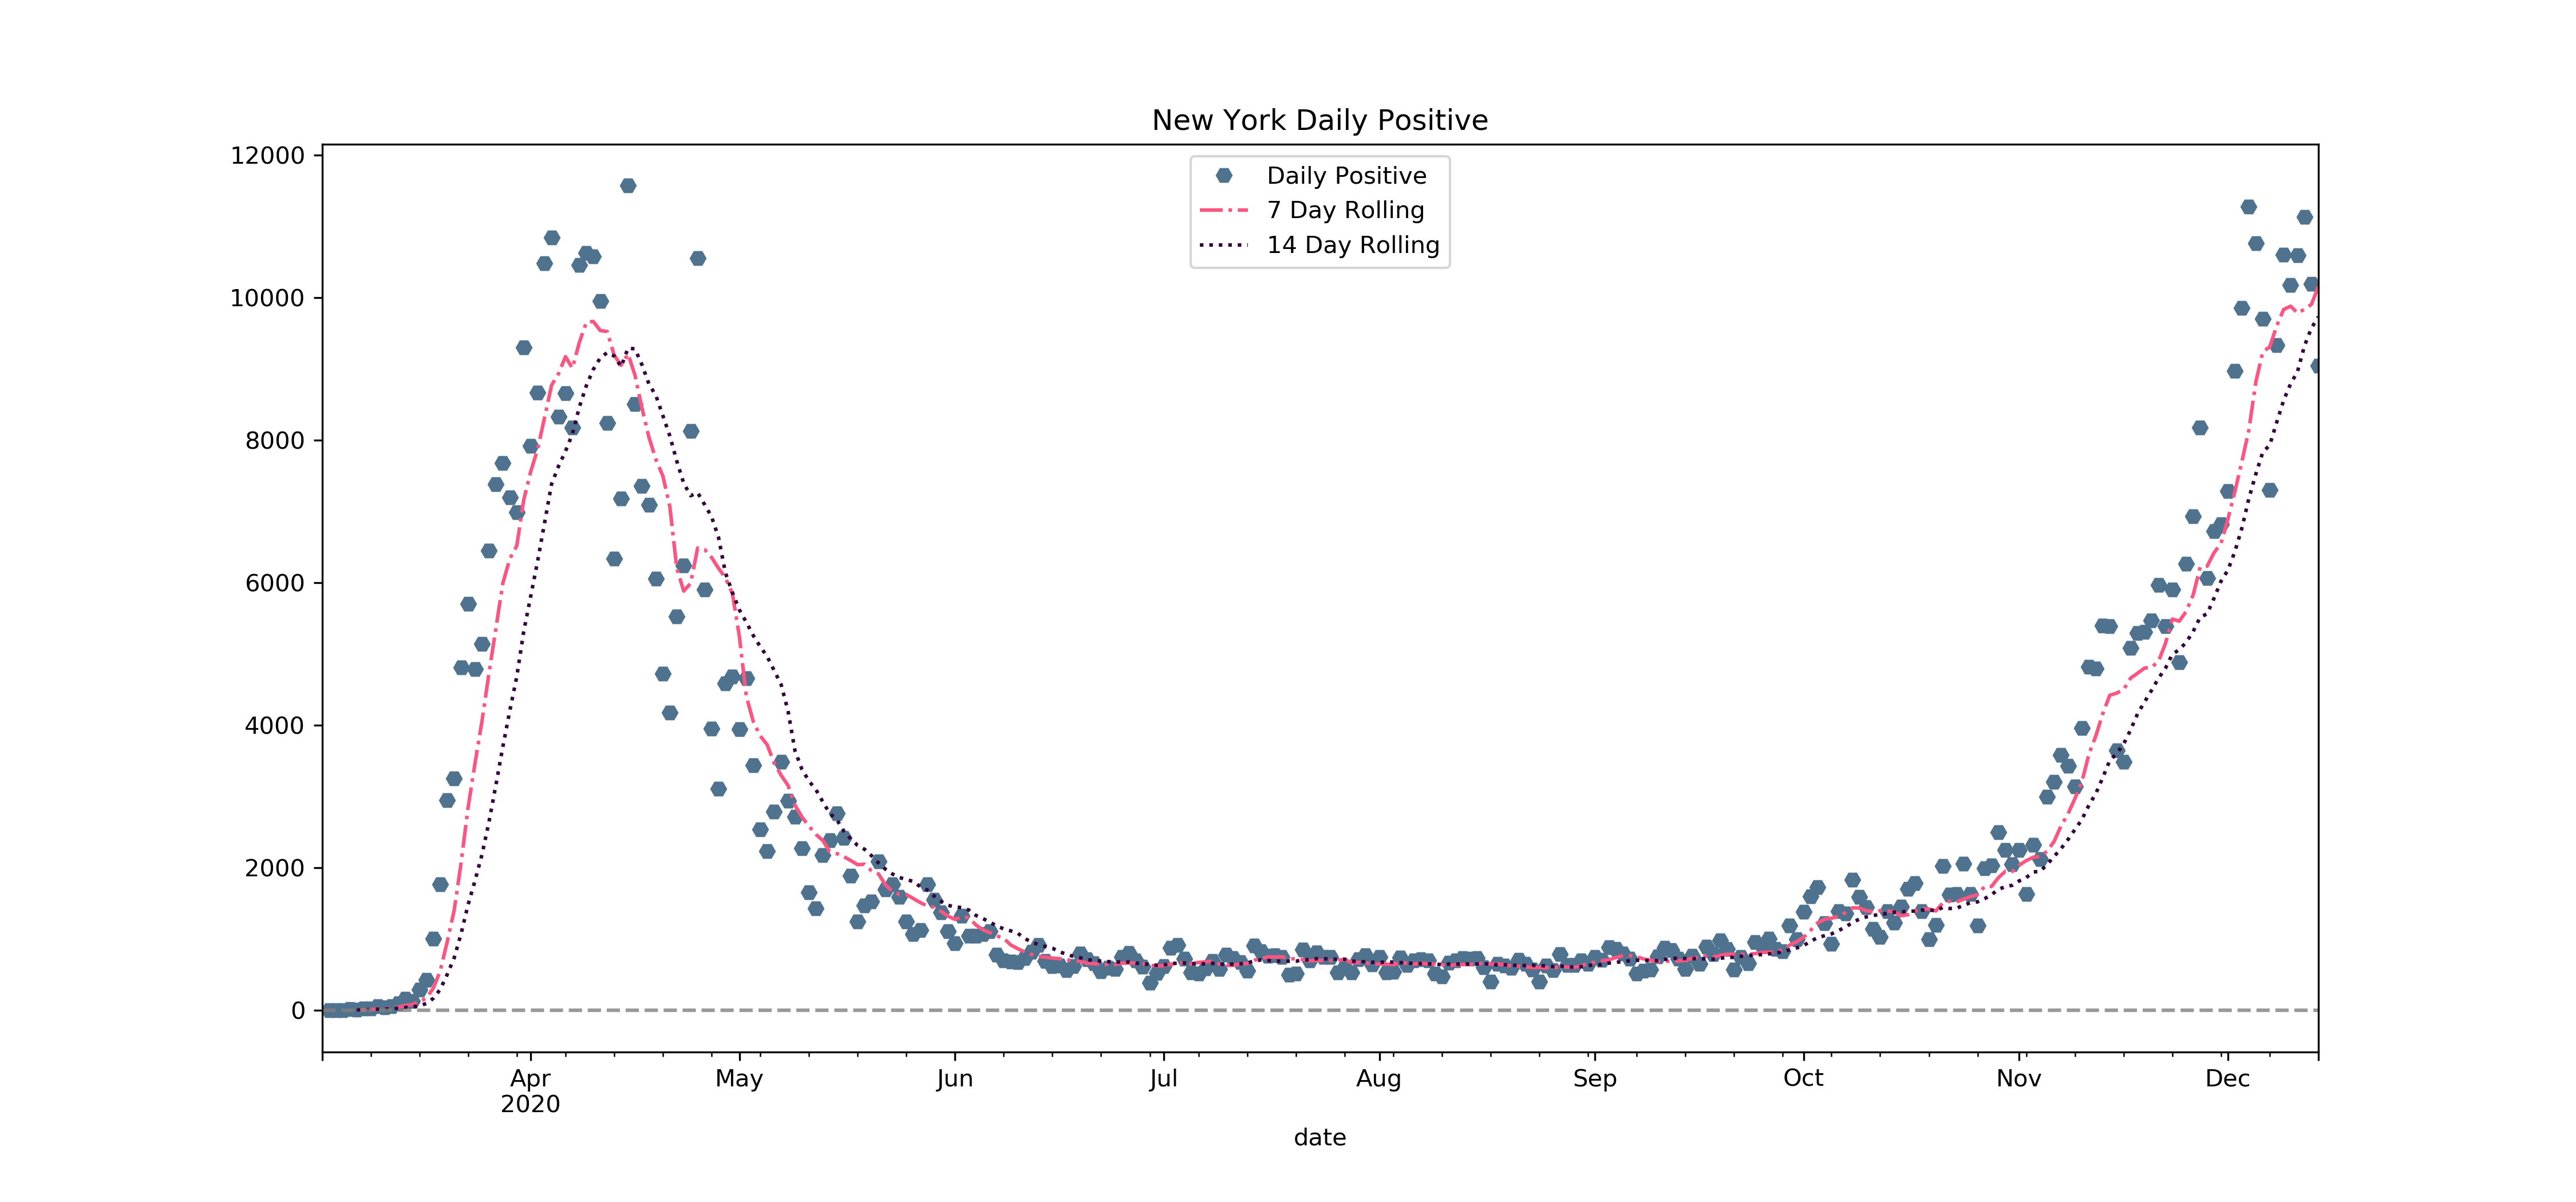 New York Daily Positive
12000
10000
8000
6000
4000
2000
0
Daily Positive
7 Day Rolling
14 Day Rolling
Apr May Jun Jul Aug Sep Oct Nov Dec
2020
date